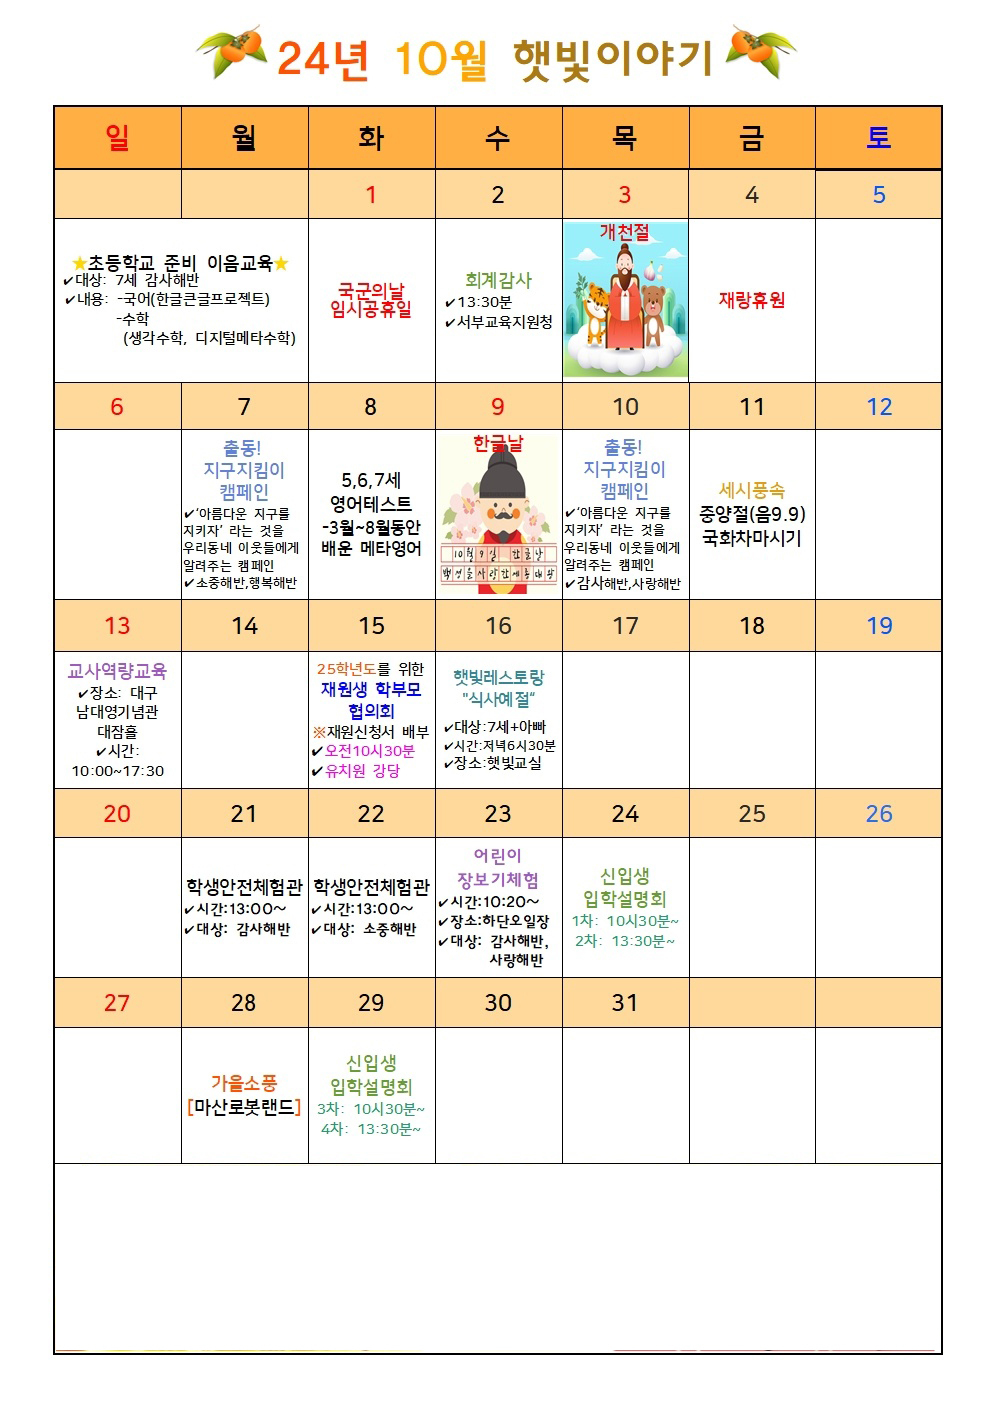 24년 10월 햇빛이야기
일 월 화 수 목 금 토
1 2 3 4 5
★초등학교 준비 이음교육★
✔대상: 7세 감사해반
✔내용: -국어(한글큰글프로젝트)
-수학
(생각수학, 디지털메타수학)
국군의날
임시공휴일
회계감사
✔13:30분
✔서부교육지원청
개천절
재량휴원
6 7 8 9 10 11 12
출동!
지구지킴이
캠페인
✔'아름다운 지구를
지키자' 라는 것을
우리동네 이웃들에게
알려주는 캠페인
✔소중해반,행복해반
5,6,7세
영어테스트
-3월~8월동안
배운 메타영어
한글날
10월 9일 한글날
백성을사랑한세종대왕
출동!
지구지킴이
캠페인
✔'아름다운 지구를
지키자' 라는 것을
우리동네 이웃들에게
알려주는 캠페인
✔감사해반,사랑해반
세시풍속
중양절(음9.9)
국화차마시기
13 14 15 16 17 18 19
교사역량교육
✔장소: 대구
남대영기념관
대잠홀
✔시간:
10:00~17:30
25학년도를 위한
재원생 학부모
협의회
※재원신청서 배부
✔오전10시30분
✔유치원 강당
햇빛레스토랑
"식사예절"
✔대상:7세+아빠
✔시간:저녁6시30분
✔장소:햇빛교실
20 21 22 23 24 25 26
학생안전체험관
✔시간:13:00~
✔대상: 감사해반
학생안전체험관
✔시간:13:00~
✔대상: 소중해반
어린이
장보기체험
✔시간:10:20~
✔장소:하단오일장
✔대상: 감사해반,
사랑해반
신입생
입학설명회
1차: 10시30분~
2차: 13:30분~
27 28 29 30 31
가을소풍
[마산로봇랜드]
신입생
입학설명회
3차: 10시30분~
4차: 13:30분~